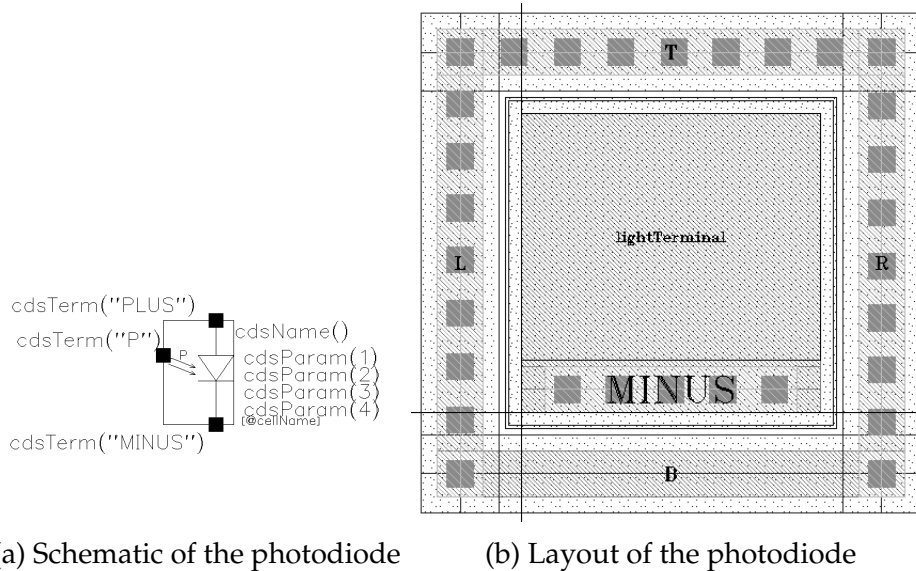 cdsTerm("PLUS")
cdsTerm("P")
P
cdsName()
cdsParam(1)
cdsParam(2)
cdsParam(3)
cdsParam(4)
[@cellName]
cdsTerm("MINUS")
T
L
lightTerminal
R
MINUS
B
a) Schematic of the photodiode
(b) Layout of the photodiode